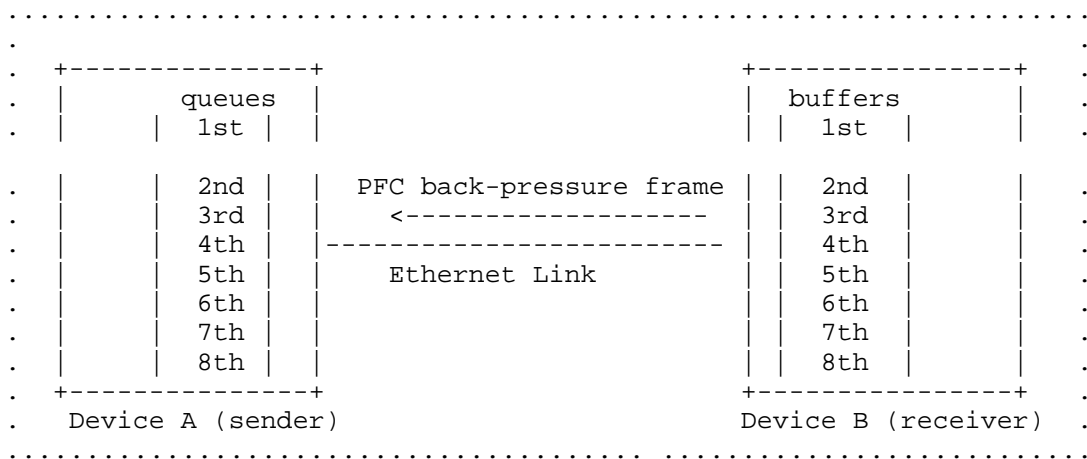 queues buffers
1st 1st
2nd PFC back-pressure frame 2nd
3rd 3rd
4th 4th
5th Ethernet Link 5th
6th 6th
7th 7th
8th 8th
Device A (sender) Device B (receiver)